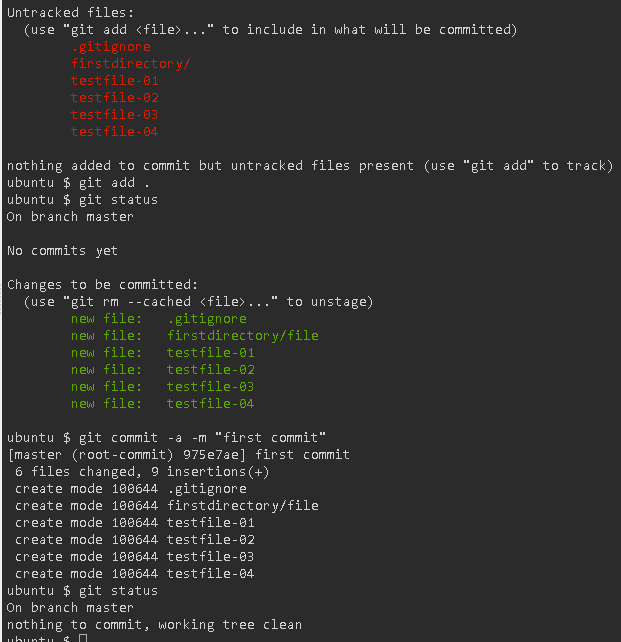 Untracked files:
  (use "git add <file>..." to include in what will be committed)
        .gitignore
        firstdirectory/
        testfile-01
        testfile-02
        testfile-03
        testfile-04

nothing added to commit but untracked files present (use "git add" to track)
ubuntu $ git add .
ubuntu $ git status
On branch master

No commits yet

Changes to be committed:
  (use "git rm --cached <file>..." to unstage)
        new file:   .gitignore
        new file:   firstdirectory/file
        new file:   testfile-01
        new file:   testfile-02
        new file:   testfile-03
        new file:   testfile-04

ubuntu $ git commit -a -m "first commit"
[master (root-commit) 975e7ae] first commit
 6 files changed, 9 insertions(+)
 create mode 100644 .gitignore
 create mode 100644 firstdirectory/file
 create mode 100644 testfile-01
 create mode 100644 testfile-02
 create mode 100644 testfile-03
 create mode 100644 testfile-04
ubuntu $ git status
On branch master
nothing to commit, working tree clean
ubuntu $